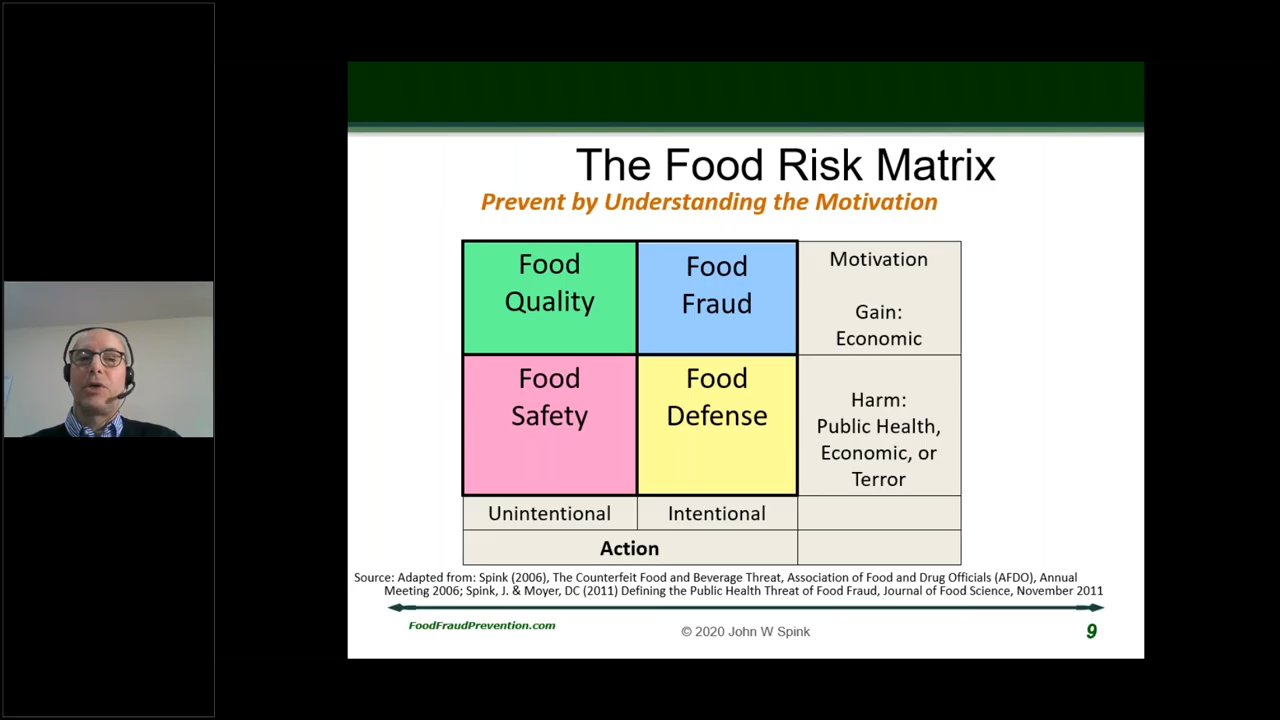 The Food Risk Matrix
Prevent by Understanding the Motivation
Food
Quality
Food
Fraud
Motivation
Gain:
Economic
Food
Safety
Food
Defense
Harm:
Public Health,
Economic, or
Terror
Unintentional
Intentional
Action
Source: Adapted from: Spink (2006), The Counterfeit Food and Beverage Threat, Association of Food and Drug Officials (AFDO), Annual
Meeting 2006; Spink, J. & Moyer, DC (2011) Defining the Public Health Threat of Food Fraud, Journal of Food Science, November 2011
FoodFraudPrevention.com
© 2020 John W Spink
9